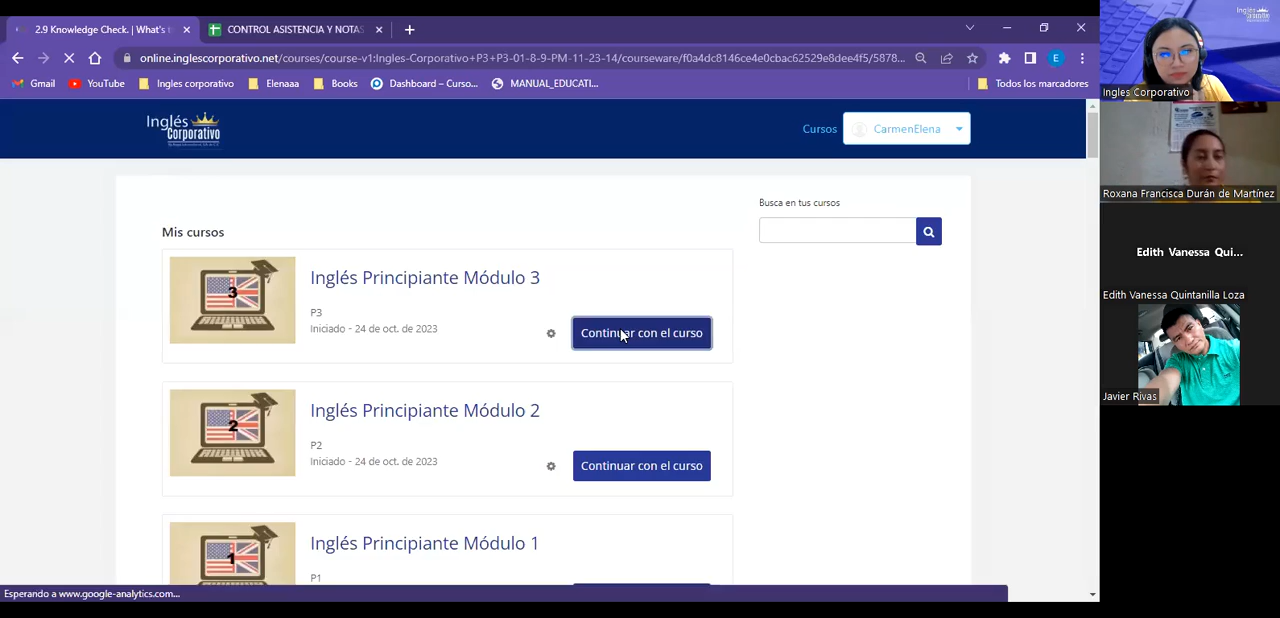 2.9 Knowledge Check. | What's t
CONTROL ASISTENCIA Y NOTAS
online.inglescorporativo.net/courses/course-v1:Ingles-Corporativo+P3+P3-01-8-9-PM-11-23-14/courseware/f0a4dc8146ce4e0cbac62529e8dee4f5/5878...
Gmail
YouTube
Ingles corporativo
Elenaaa
Books
Dashboard – Curso...
MANUAL_EDUCATI...
Todos los marcadores
Inglés
Corporativo
Cursos
CarmenElena
Busca en tus cursos
Mis cursos
3
Inglés Principiante Módulo 3
P3
Iniciado - 24 de oct. de 2023
Continuar con el curso
2
Inglés Principiante Módulo 2
P2
Iniciado - 24 de oct. de 2023
Continuar con el curso
1
Inglés Principiante Módulo 1
P1
Esperando a www.google-analytics.com...
Ingles Corporativo
Roxana Francisca Durán de Martínez
Edith Vanessa Qui...
Edith Vanessa Quintanilla Loza
Javier Rivas